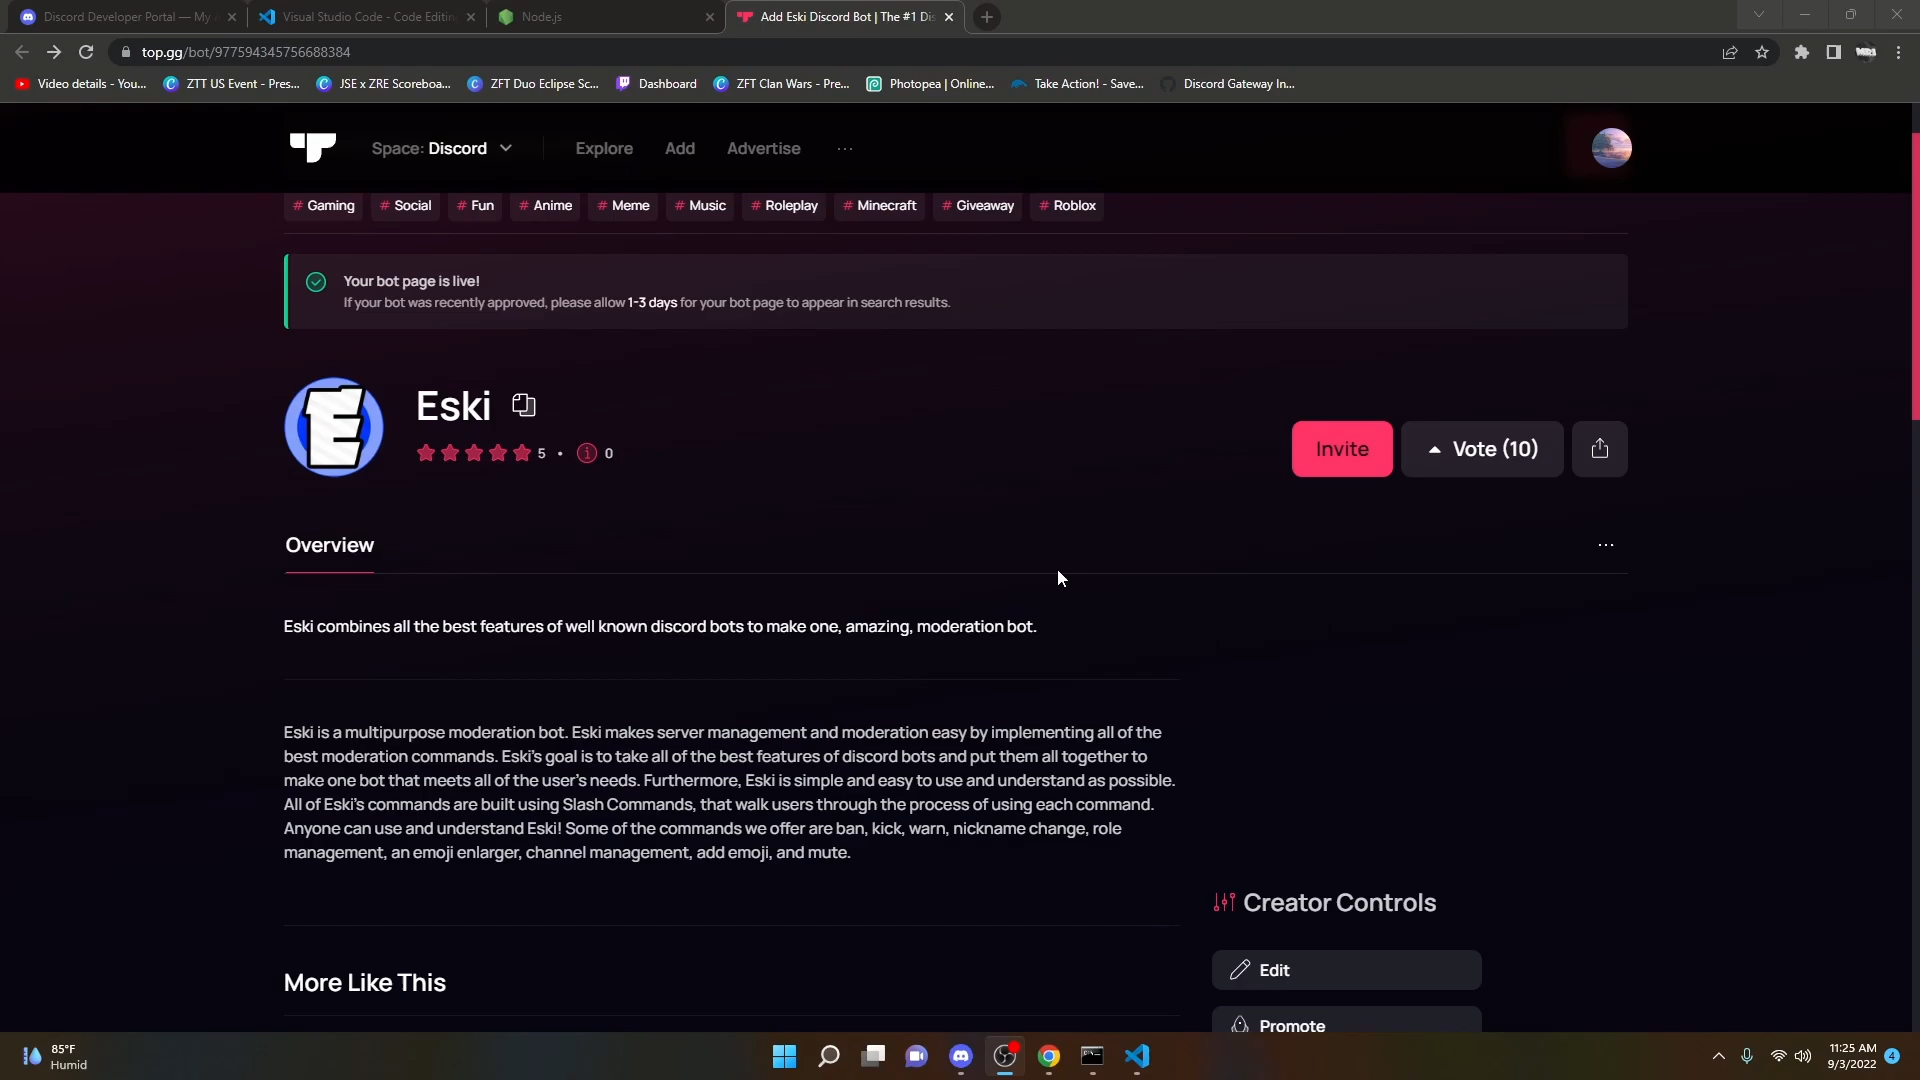 Discord Developer Portal — My
Visual Studio Code - Code Editin
Node.js
Add Eski Discord Bot | The #1 Dis
top.gg/bot/977594345756688384
Video details - You...
ZTT US Event - Pres...
JSE x ZRE Scoreboa...
ZFT Duo Eclipse Sc...
Dashboard
ZFT Clan Wars - Pre...
Photopea | Online...
Take Action! - Save...
Discord Gateway In...
Space: Discord
Explore
Add
Advertise
# Gaming
# Social
# Fun
# Anime
# Meme
# Music
# Roleplay
# Minecraft
# Giveaway
# Roblox
Your bot page is live!
If your bot was recently approved, please allow 1-3 days for your bot page to appear in search results.
E
Eski
5 • 0
Invite
Vote (10)
Overview
Eski combines all the best features of well known discord bots to make one, amazing, moderation bot.
Eski is a multipurpose moderation bot. Eski makes server management and moderation easy by implementing all of the
best moderation commands. Eski's goal is to take all of the best features of discord bots and put them all together to
make one bot that meets all of the user's needs. Furthermore, Eski is simple and easy to use and understand as possible.
All of Eski's commands are built using Slash Commands, that walk users through the process of using each command.
Anyone can use and understand Eski! Some of the commands we offer are ban, kick, warn, nickname change, role
management, an emoji enlarger, channel management, add emoji, and mute.
Creator Controls
Edit
More Like This
Promote
85°F
Humid
11:25 AM
9/3/2022
4